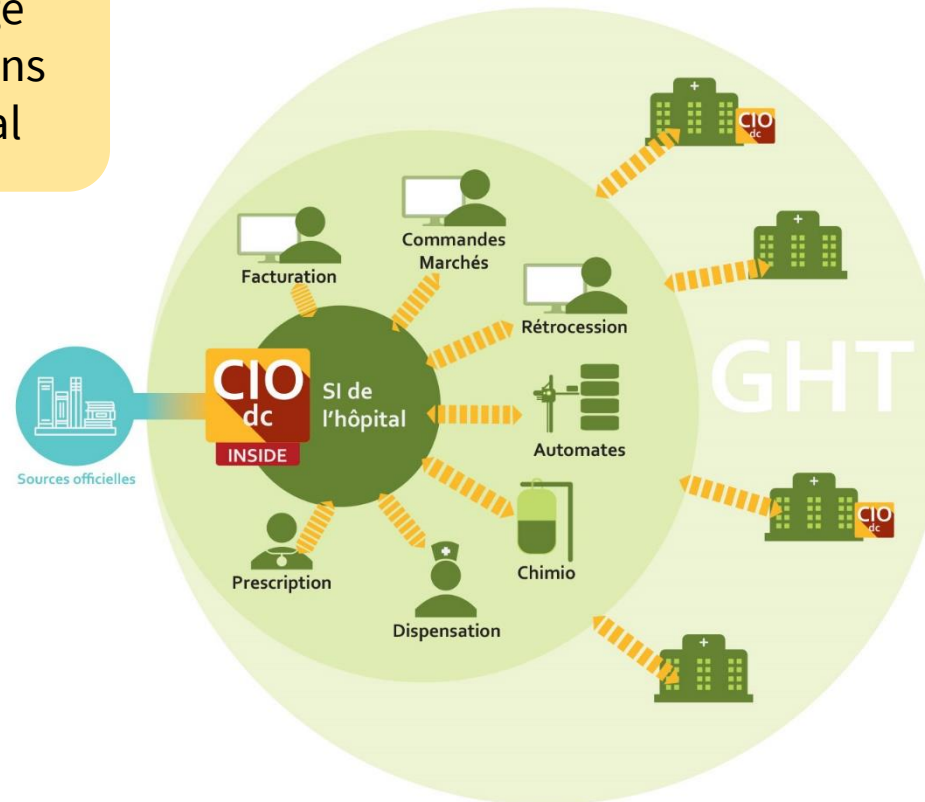 CIO
dc
Facturation
Commandes
Marchés
Rétrocession
GHT
CIO
dc
INSIDE
SI de
l'hôpital
Automates
Sources officielles
Chimio
CIO
dc
Prescription
Dispensation